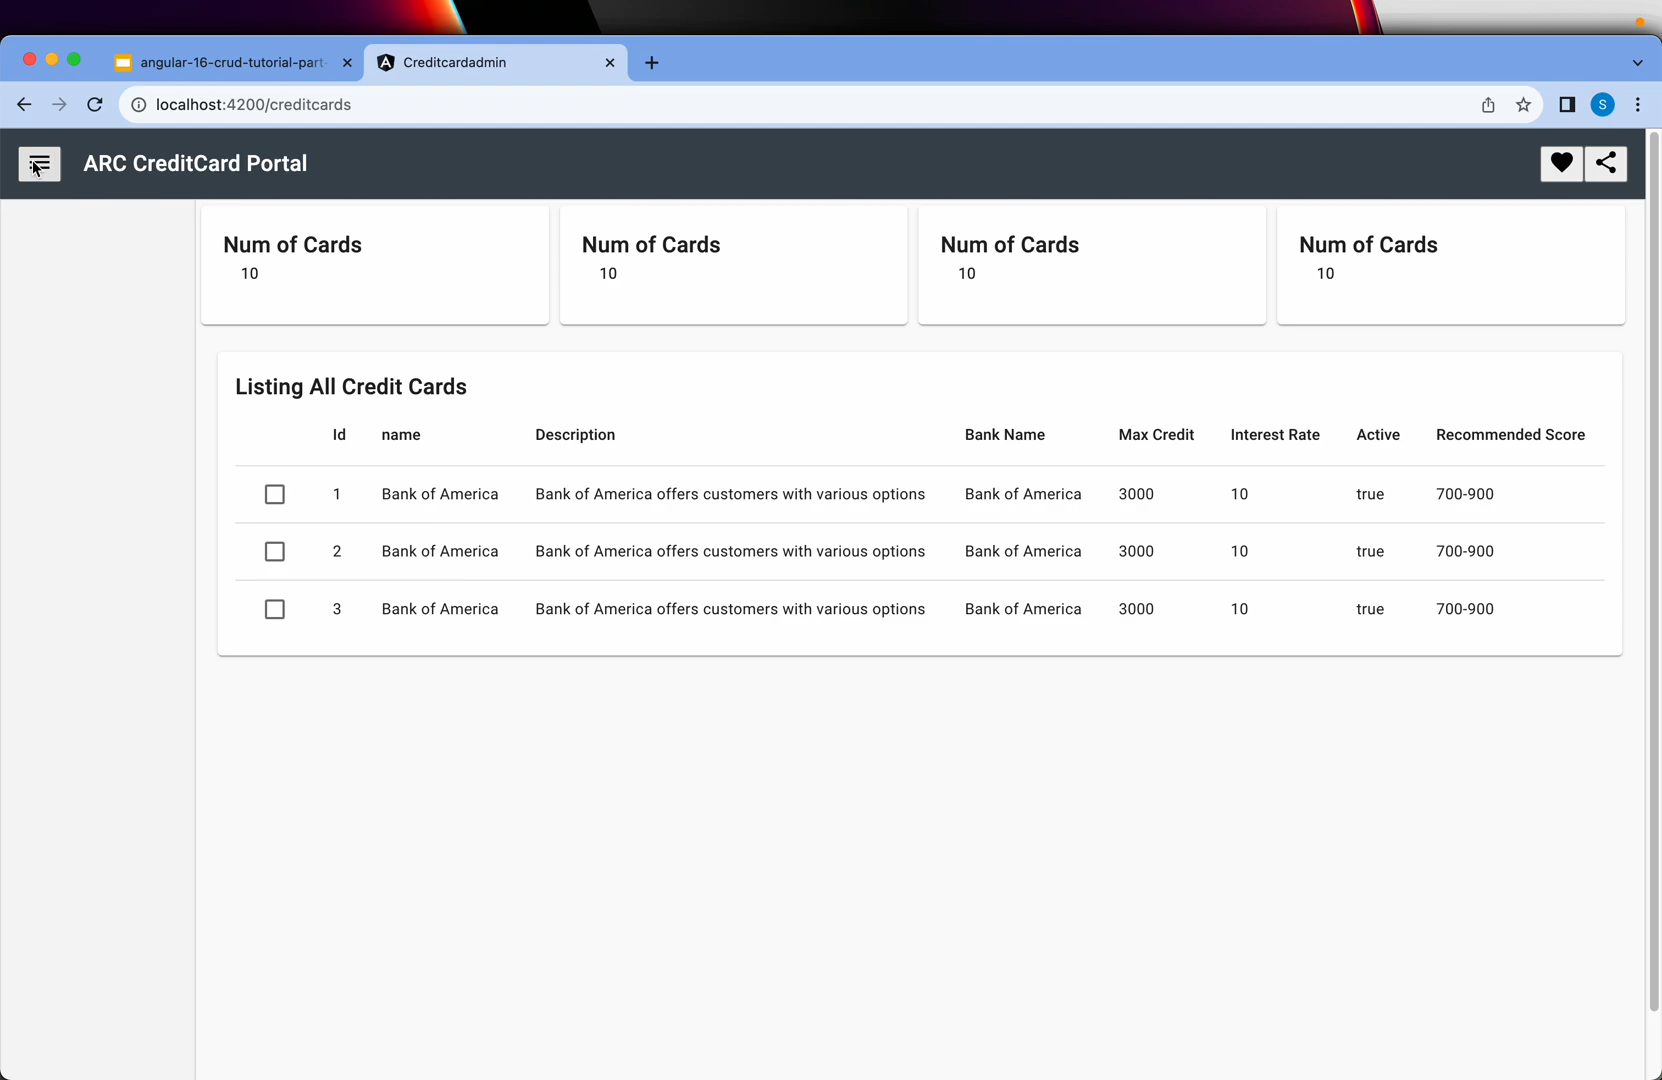 angular-16-crud-tutorial-part-
Creditcardadmin
localhost:4200/creditcards
S
ARC CreditCard Portal
Num of Cards Num of Cards Num of Cards Num of Cards
10 10 10 10
Listing All Credit Cards
Id name Description Bank Name Max Credit Interest Rate Active Recommended Score
1 Bank of America Bank of America offers customers with various options Bank of America 3000 10 true 700-900
2 Bank of America Bank of America offers customers with various options Bank of America 3000 10 true 700-900
3 Bank of America Bank of America offers customers with various options Bank of America 3000 10 true 700-900